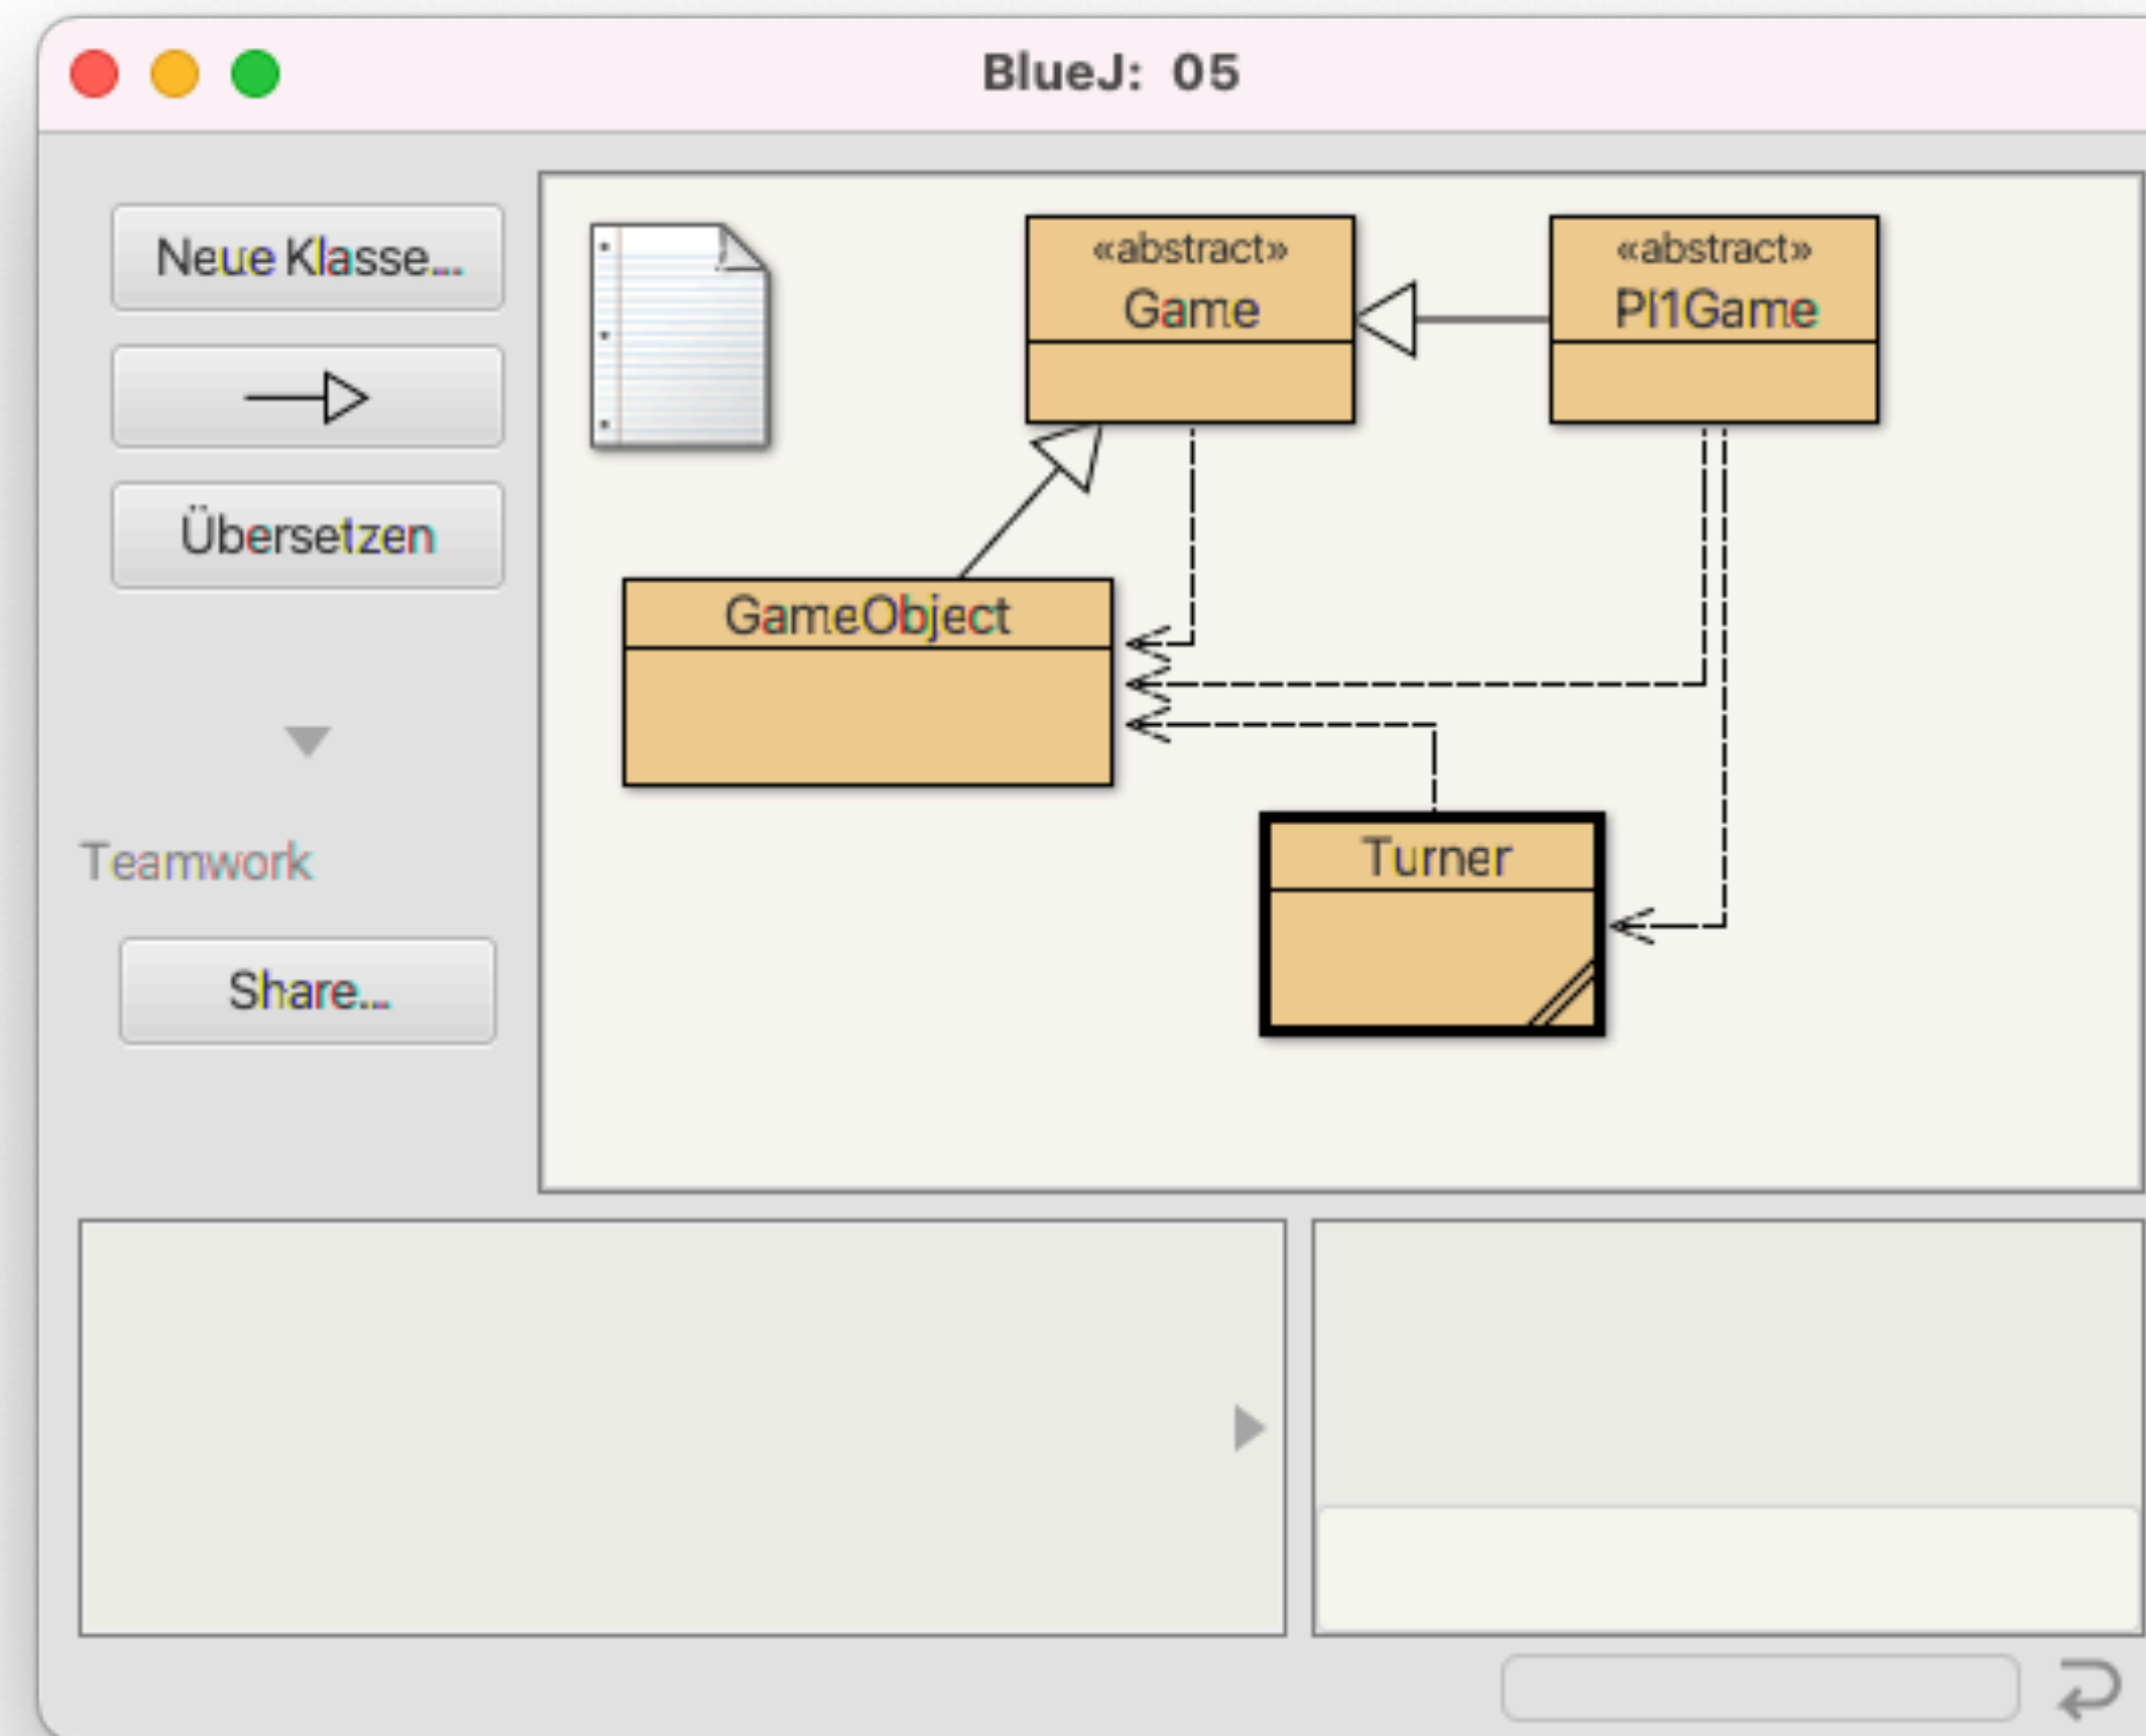 BlueJ: 05
Neue Klasse...
Übersetzen
Teamwork
Share...
«abstract»
Game
«abstract»
PI1Game
GameObject
Turner